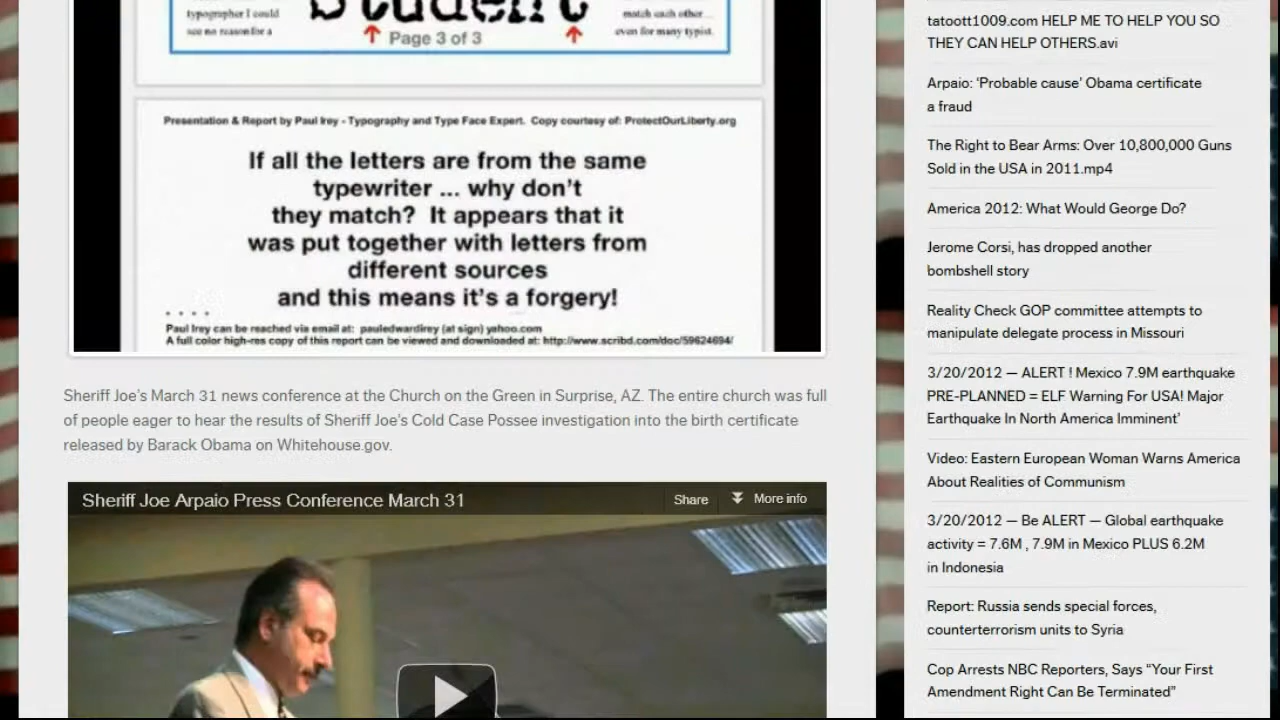 typographer I could
see no reason for a
Student
match each other...
even for many typist.
Page 3 of 3
Presentation & Report by Paul Irey - Typography and Type Face Expert. Copy courtesy of: ProtectOurLiberty.org
If all the letters are from the same
typewriter ... why don't
they match? It appears that it
was put together with letters from
different sources
and this means it's a forgery!
Paul Irey can be reached via email at: pauledwardirey (at sign) yahoo.com
A full color high-res copy of this report can be viewed and downloaded at: http://www.scribd.com/doc/59624694/
Sheriff Joe's March 31 news conference at the Church on the Green in Surprise, AZ. The entire church was full
of people eager to hear the results of Sheriff Joe's Cold Case Possee investigation into the birth certificate
released by Barack Obama on Whitehouse.gov.
Sheriff Joe Arpaio Press Conference March 31
Share
More info
tatoott1009.com HELP ME TO HELP YOU SO
THEY CAN HELP OTHERS.avi
Arpaio: 'Probable cause' Obama certificate
a fraud
The Right to Bear Arms: Over 10,800,000 Guns
Sold in the USA in 2011.mp4
America 2012: What Would George Do?
Jerome Corsi, has dropped another
bombshell story
Reality Check GOP committee attempts to
manipulate delegate process in Missouri
3/20/2012 — ALERT ! Mexico 7.9M earthquake
PRE-PLANNED = ELF Warning For USA! Major
Earthquake In North America Imminent'
Video: Eastern European Woman Warns America
About Realities of Communism
3/20/2012 — Be ALERT — Global earthquake
activity = 7.6M , 7.9M in Mexico PLUS 6.2M
in Indonesia
Report: Russia sends special forces,
counterterrorism units to Syria
Cop Arrests NBC Reporters, Says "Your First
Amendment Right Can Be Terminated"